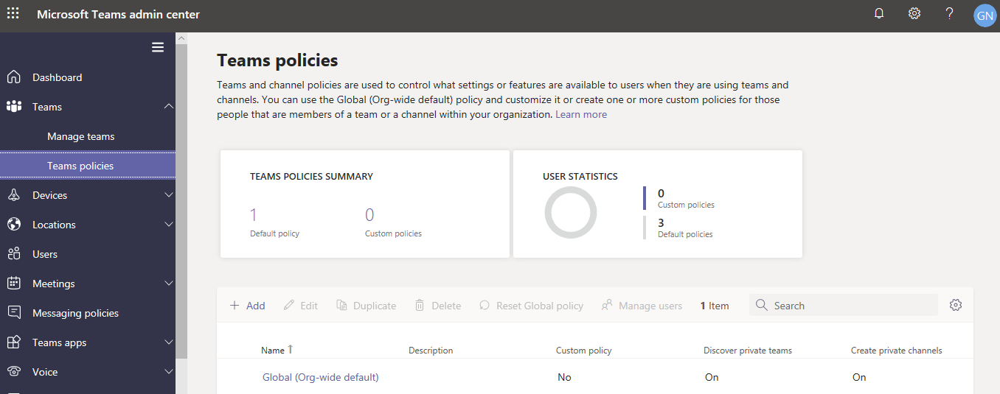 Microsoft Teams admin center
GN
Dashboard
Teams
Manage teams
Teams policies
Devices
Locations
Users
Meetings
Messaging policies
Teams apps
Voice
Teams policies
Teams and channel policies are used to control what settings or features are available to users when they are using teams and
channels. You can use the Global (Org-wide default) policy and customize it or create one or more custom policies for those
people that are members of a team or a channel within your organization. Learn more
TEAMS POLICIES SUMMARY
1
Default policy
0
Custom policies
USER STATISTICS
0
Custom policies
3
Default policies
Add Edit Duplicate Delete Reset Global policy Manage users 1 Item Search
Name Description Custom policy Discover private teams Create private channels
Global (Org-wide default) No On On